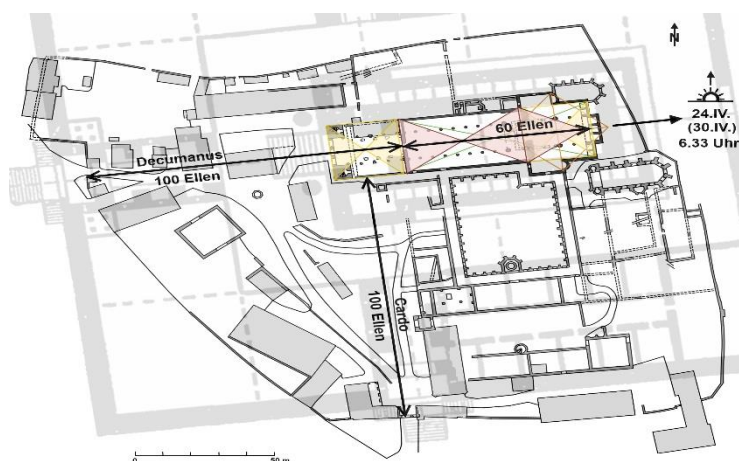 N
60 Ellen
24.IV.
(30.IV.)
6.33 Uhr
Decumanus
100 Ellen
Cardo
100 Ellen
0 50 m